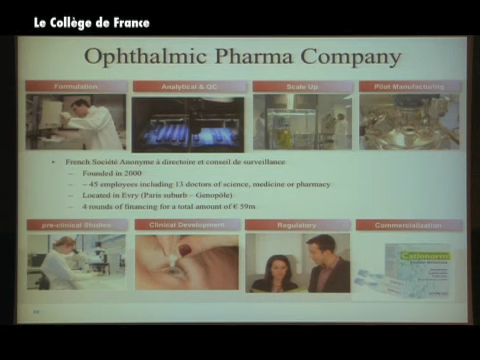 Le Collège de France
Ophthalmic Pharma Company
Formulation
Analytical & QC
Scale Up
Pilot Manufacturing
• French Société Anonyme à directoire et conseil de surveillance
– Founded in 2000
– ~ 45 employees including 13 doctors of science, medicine or pharmacy
– Located in Evry (Paris suburb – Genopôle)
– 4 rounds of financing for a total amount of € 59m
pre-clinical Studies
Clinical Development
Regulatory
Commercialisation
Cationorm